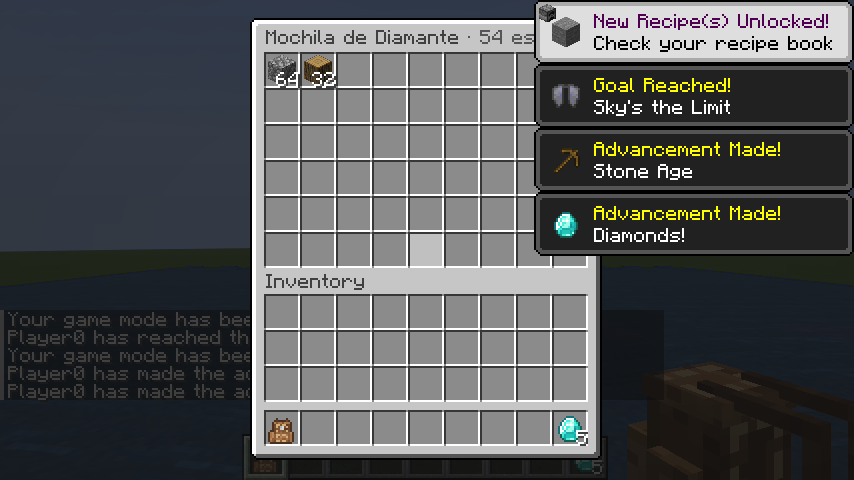 Mochila de Diamante · 54 es
64 32
New Recipe(s) Unlocked!
Check your recipe book
Goal Reached!
Sky's the Limit
Advancement Made!
Stone Age
Advancement Made!
Diamonds!
Inventory
Your game mode has bee
Player0 has reached th
Your game mode has bee
Player0 has made the ad
Player0 has made the ad
5
5